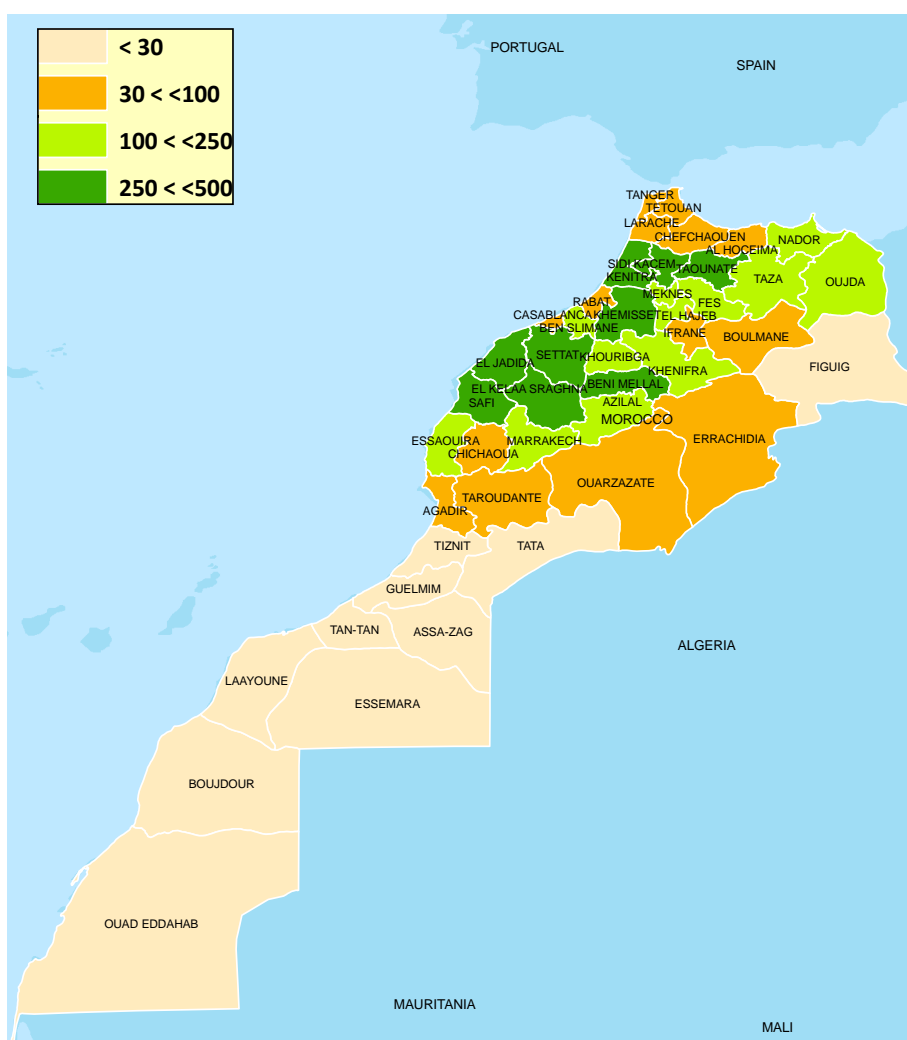 < 30
30 < <100
100 < <250
250 < <500
PORTUGAL
SPAIN
TANGER
TETOUAN
LARACHE
CHEFCHAOUEN
AL HOCEIMA
NADOR
SIDI KACEM
TAOUNATE
KENITRA
TAZA
OUJDA
MEKNES
FES
RABAT
CASABLANCA
KHEMISSET
EL HAJEB
BEN SLIMANE
IFRANE
BOULMANE
SETTAT
KHOURIBGA
EL JADIDA
KHENIFRA
FIGUIG
EL KELAA SRAGHNA
BENI MELLAL
SAFI
AZILAL
MOROCCO
ESSAOUIRA
MARRAKECH
ERRACHIDIA
CHICHAOUA
OUARZAZATE
TAROUDANTE
AGADIR
TIZNIT
TATA
GUELMIM
TAN-TAN
ASSA-ZAG
ALGERIA
LAAYOUNE
ESSEMARA
BOUJDOUR
OUAD EDDAHAB
MAURITANIA
MALI